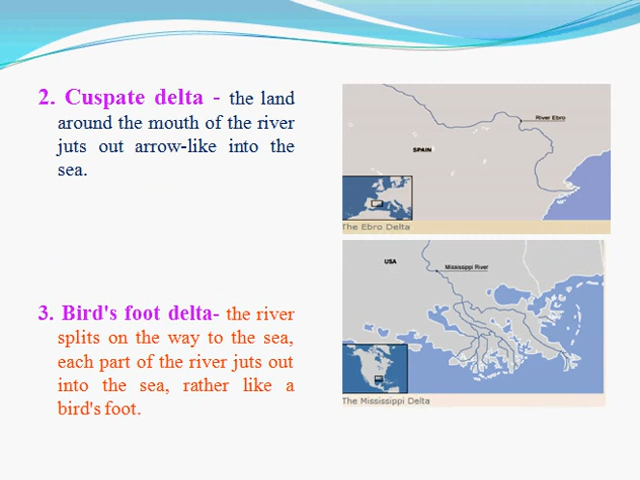 2. Cuspate delta - the land
around the mouth of the river
juts out arrow-like into the
sea.
River Ebro
SPAIN
The Ebro Delta
USA
Mississippi River
3. Bird's foot delta- the river
splits on the way to the sea,
each part of the river juts out
into the sea, rather like a
bird's foot.
The Mississippi Delta